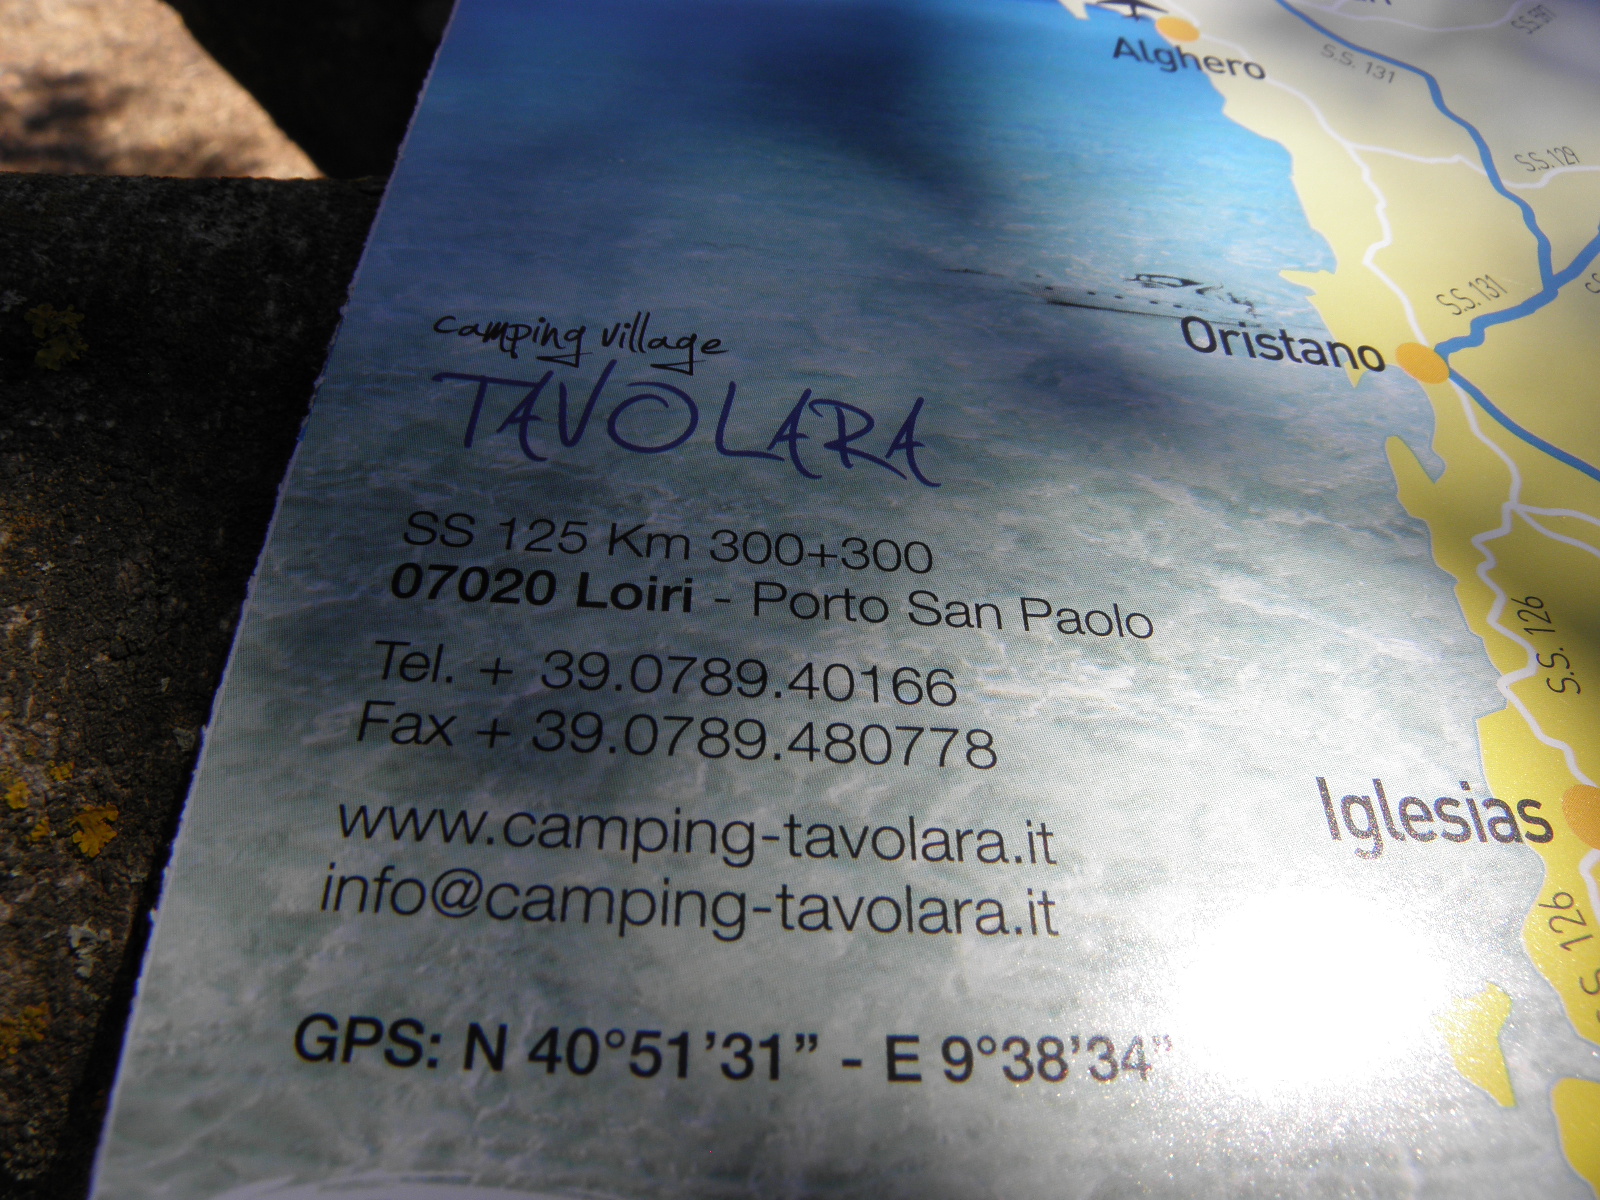 Alghero
S.S. 131
S.S. 129
S.S.131
Oristano
camping village
TAVOLARA
SS 125 Km 300+300
07020 Loiri - Porto San Paolo
Tel. + 39.0789.40166
Fax + 39.0789.480778
www.camping-tavolara.it
info@camping-tavolara.it
GPS: N 40°51'31” - E 9°38'34”
S.S. 126
Iglesias
126